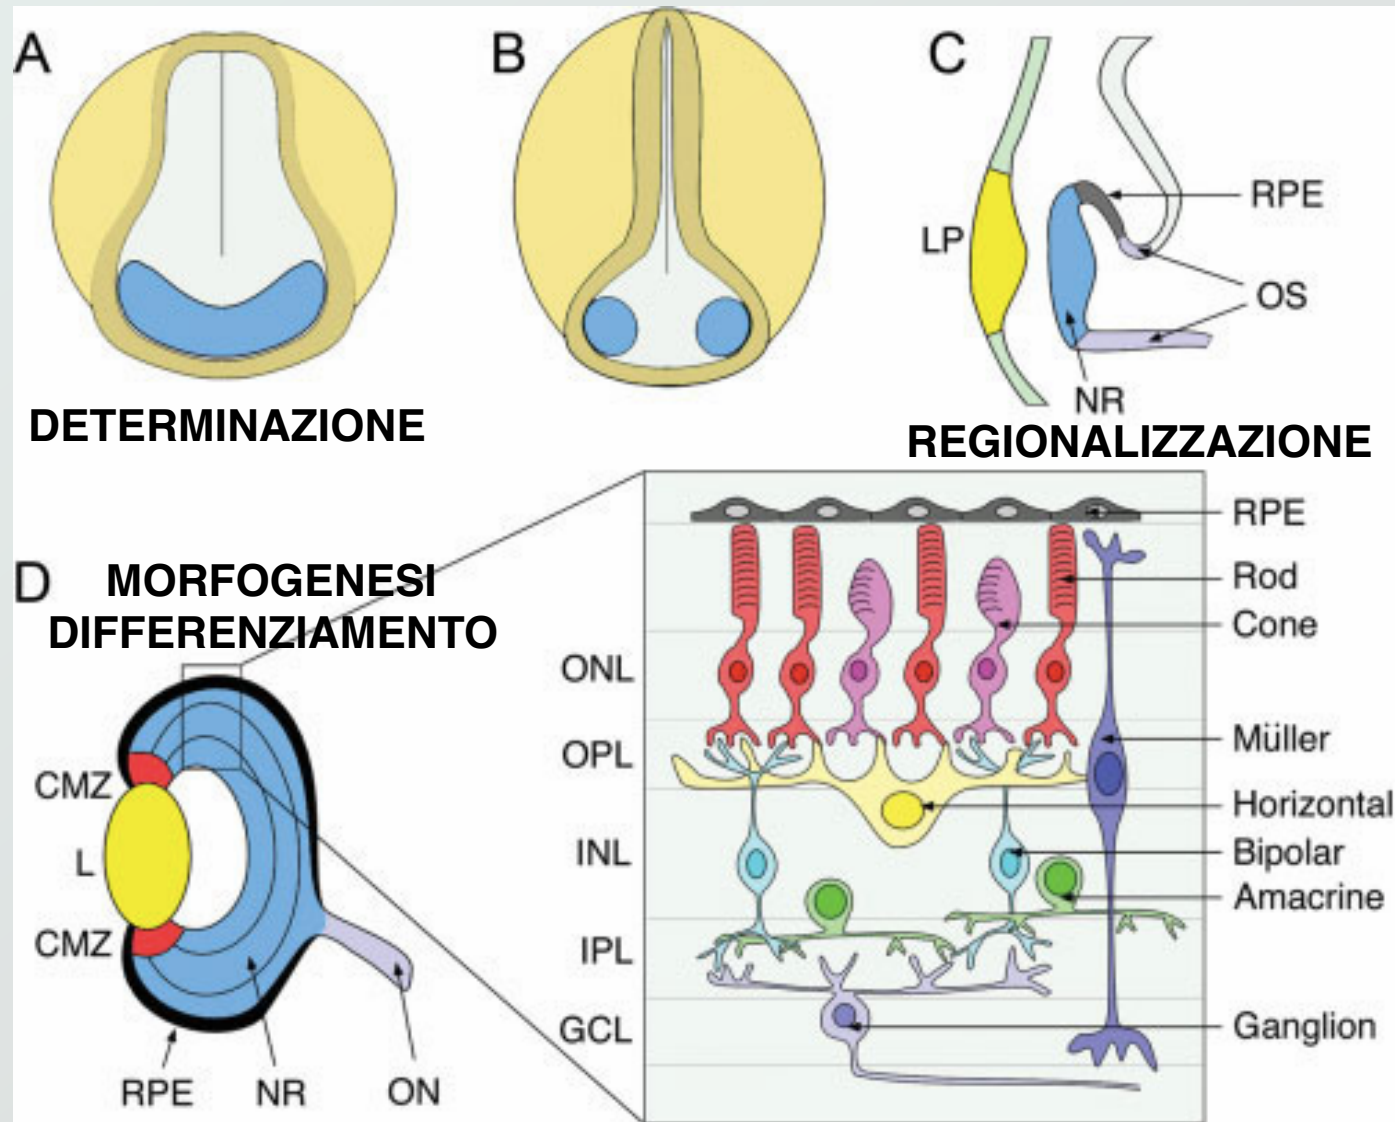 A
B
C
RPE
LP
OS
NR
DETERMINAZIONE
REGIONALIZZAZIONE
D
MORFOGENESI
DIFFERENZIAMENTO
CMZ
L
CMZ
RPE
NR
ON
ONL
OPL
INL
IPL
GCL
RPE
Rod
Cone
Müller
Horizontal
Bipolar
Amacrine
Ganglion